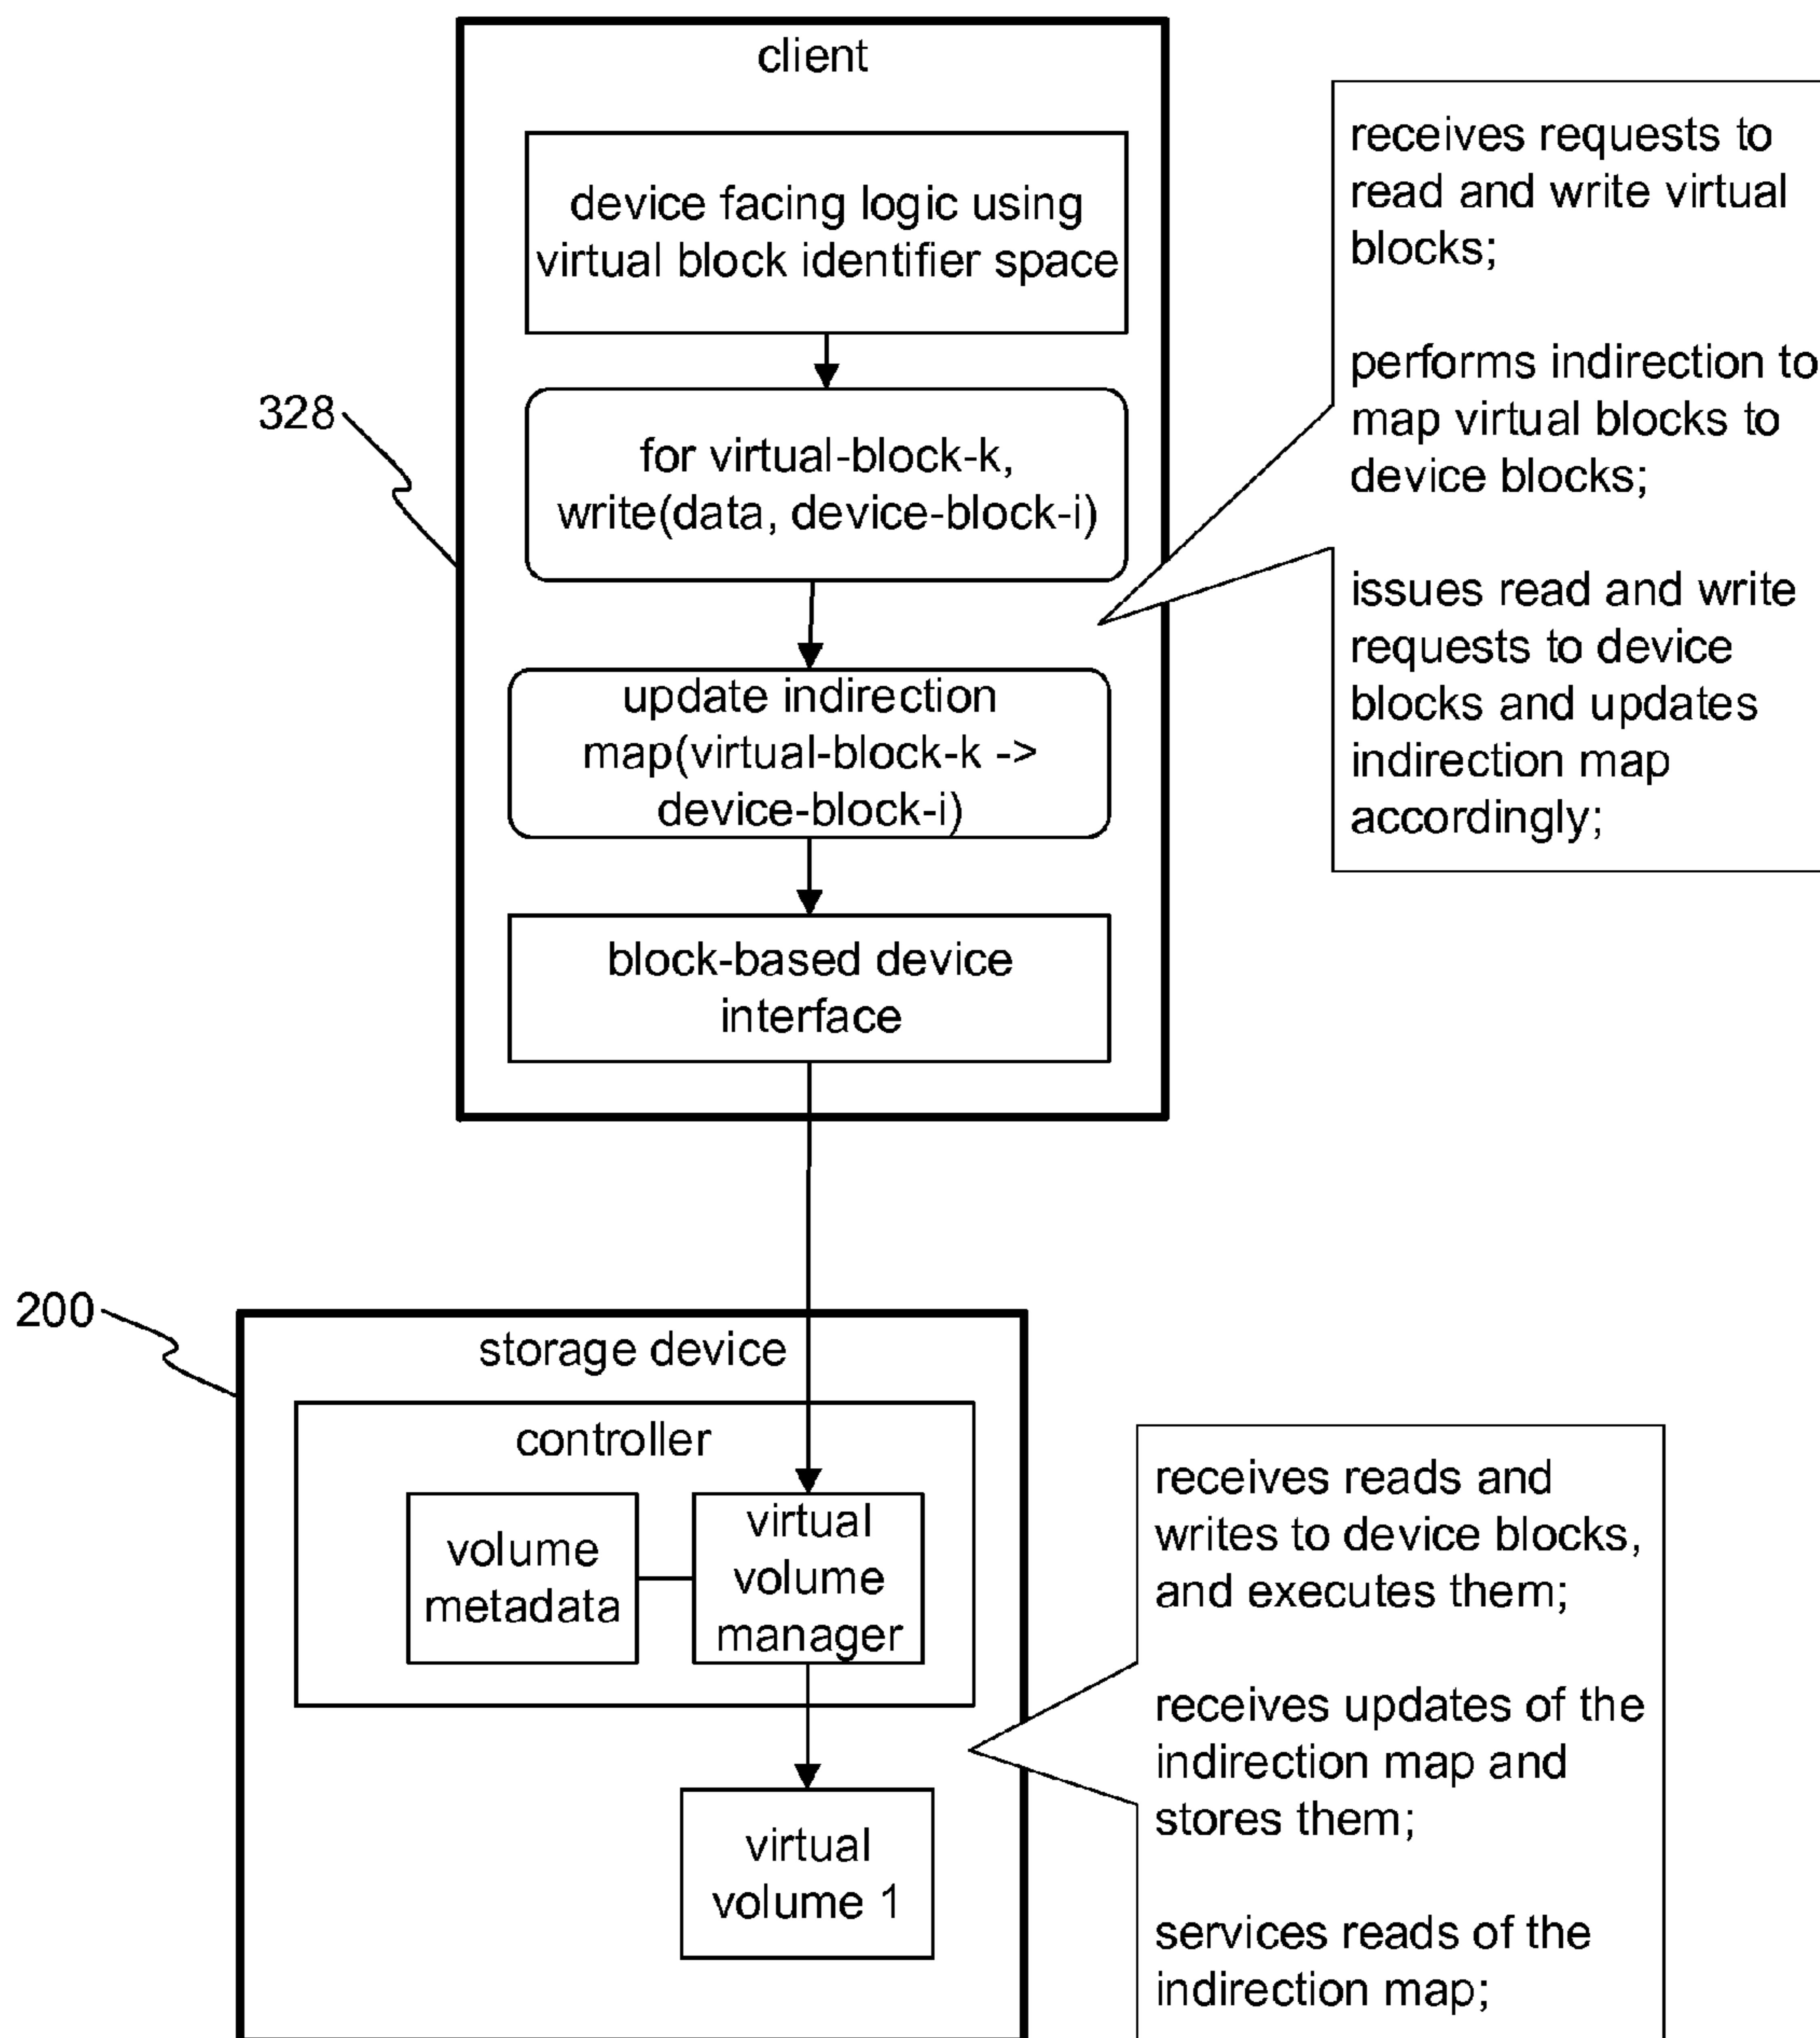 client
device facing logic using
virtual block identifier space
for virtual-block-k,
write(data, device-block-i)
update indirection
map(virtual-block-k ->
device-block-i)
block-based device
interface
328
receives requests to
read and write virtual
blocks;
performs indirection to
map virtual blocks to
device blocks;
issues read and write
requests to device
blocks and updates
indirection map
accordingly;
200
storage device
controller
volume
metadata
virtual
volume
manager
virtual
volume 1
receives reads and
writes to device blocks,
and executes them;
receives updates of the
indirection map and
stores them;
services reads of the
indirection map;